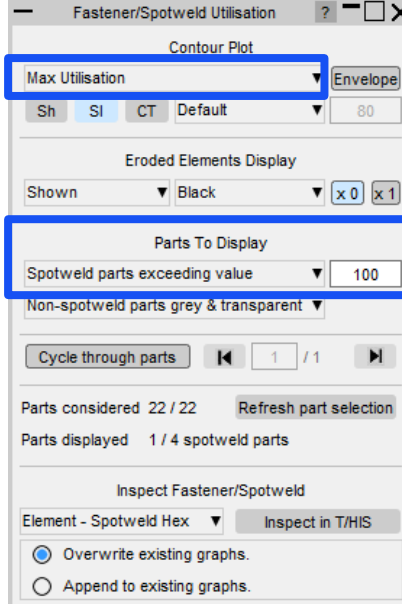 Fastener/Spotweld Utilisation ?
Contour Plot
Max Utilisation Envelope
Sh SI CT Default 80
Eroded Elements Display
Shown Black x 0 x 1
Parts To Display
Spotweld parts exceeding value 100
Non-spotweld parts grey & transparent
Cycle through parts 1 / 1
Parts considered 22 / 22 Refresh part selection
Parts displayed 1 / 4 spotweld parts
Inspect Fastener/Spotweld
Element - Spotweld Hex Inspect in T/HIS
Overwrite existing graphs.
Append to existing graphs.